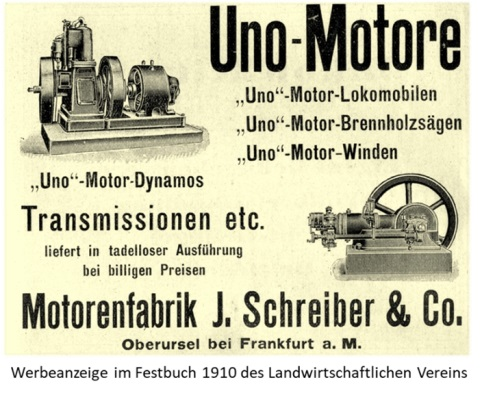 Uno-Motore
„Uno“-Motor-Lokomobilen
„Uno“-Motor-Brennholzsägen
„Uno“-Motor-Winden
„Uno“-Motor-Dynamos
Transmissionen etc.
liefert in tadelloser Ausführung
bei billigen Preisen
Motorenfabrik J. Schreiber & Co.
Oberursel bei Frankfurt a. M.
Werbeanzeige im Festbuch 1910 des Landwirtschaftlichen Vereins